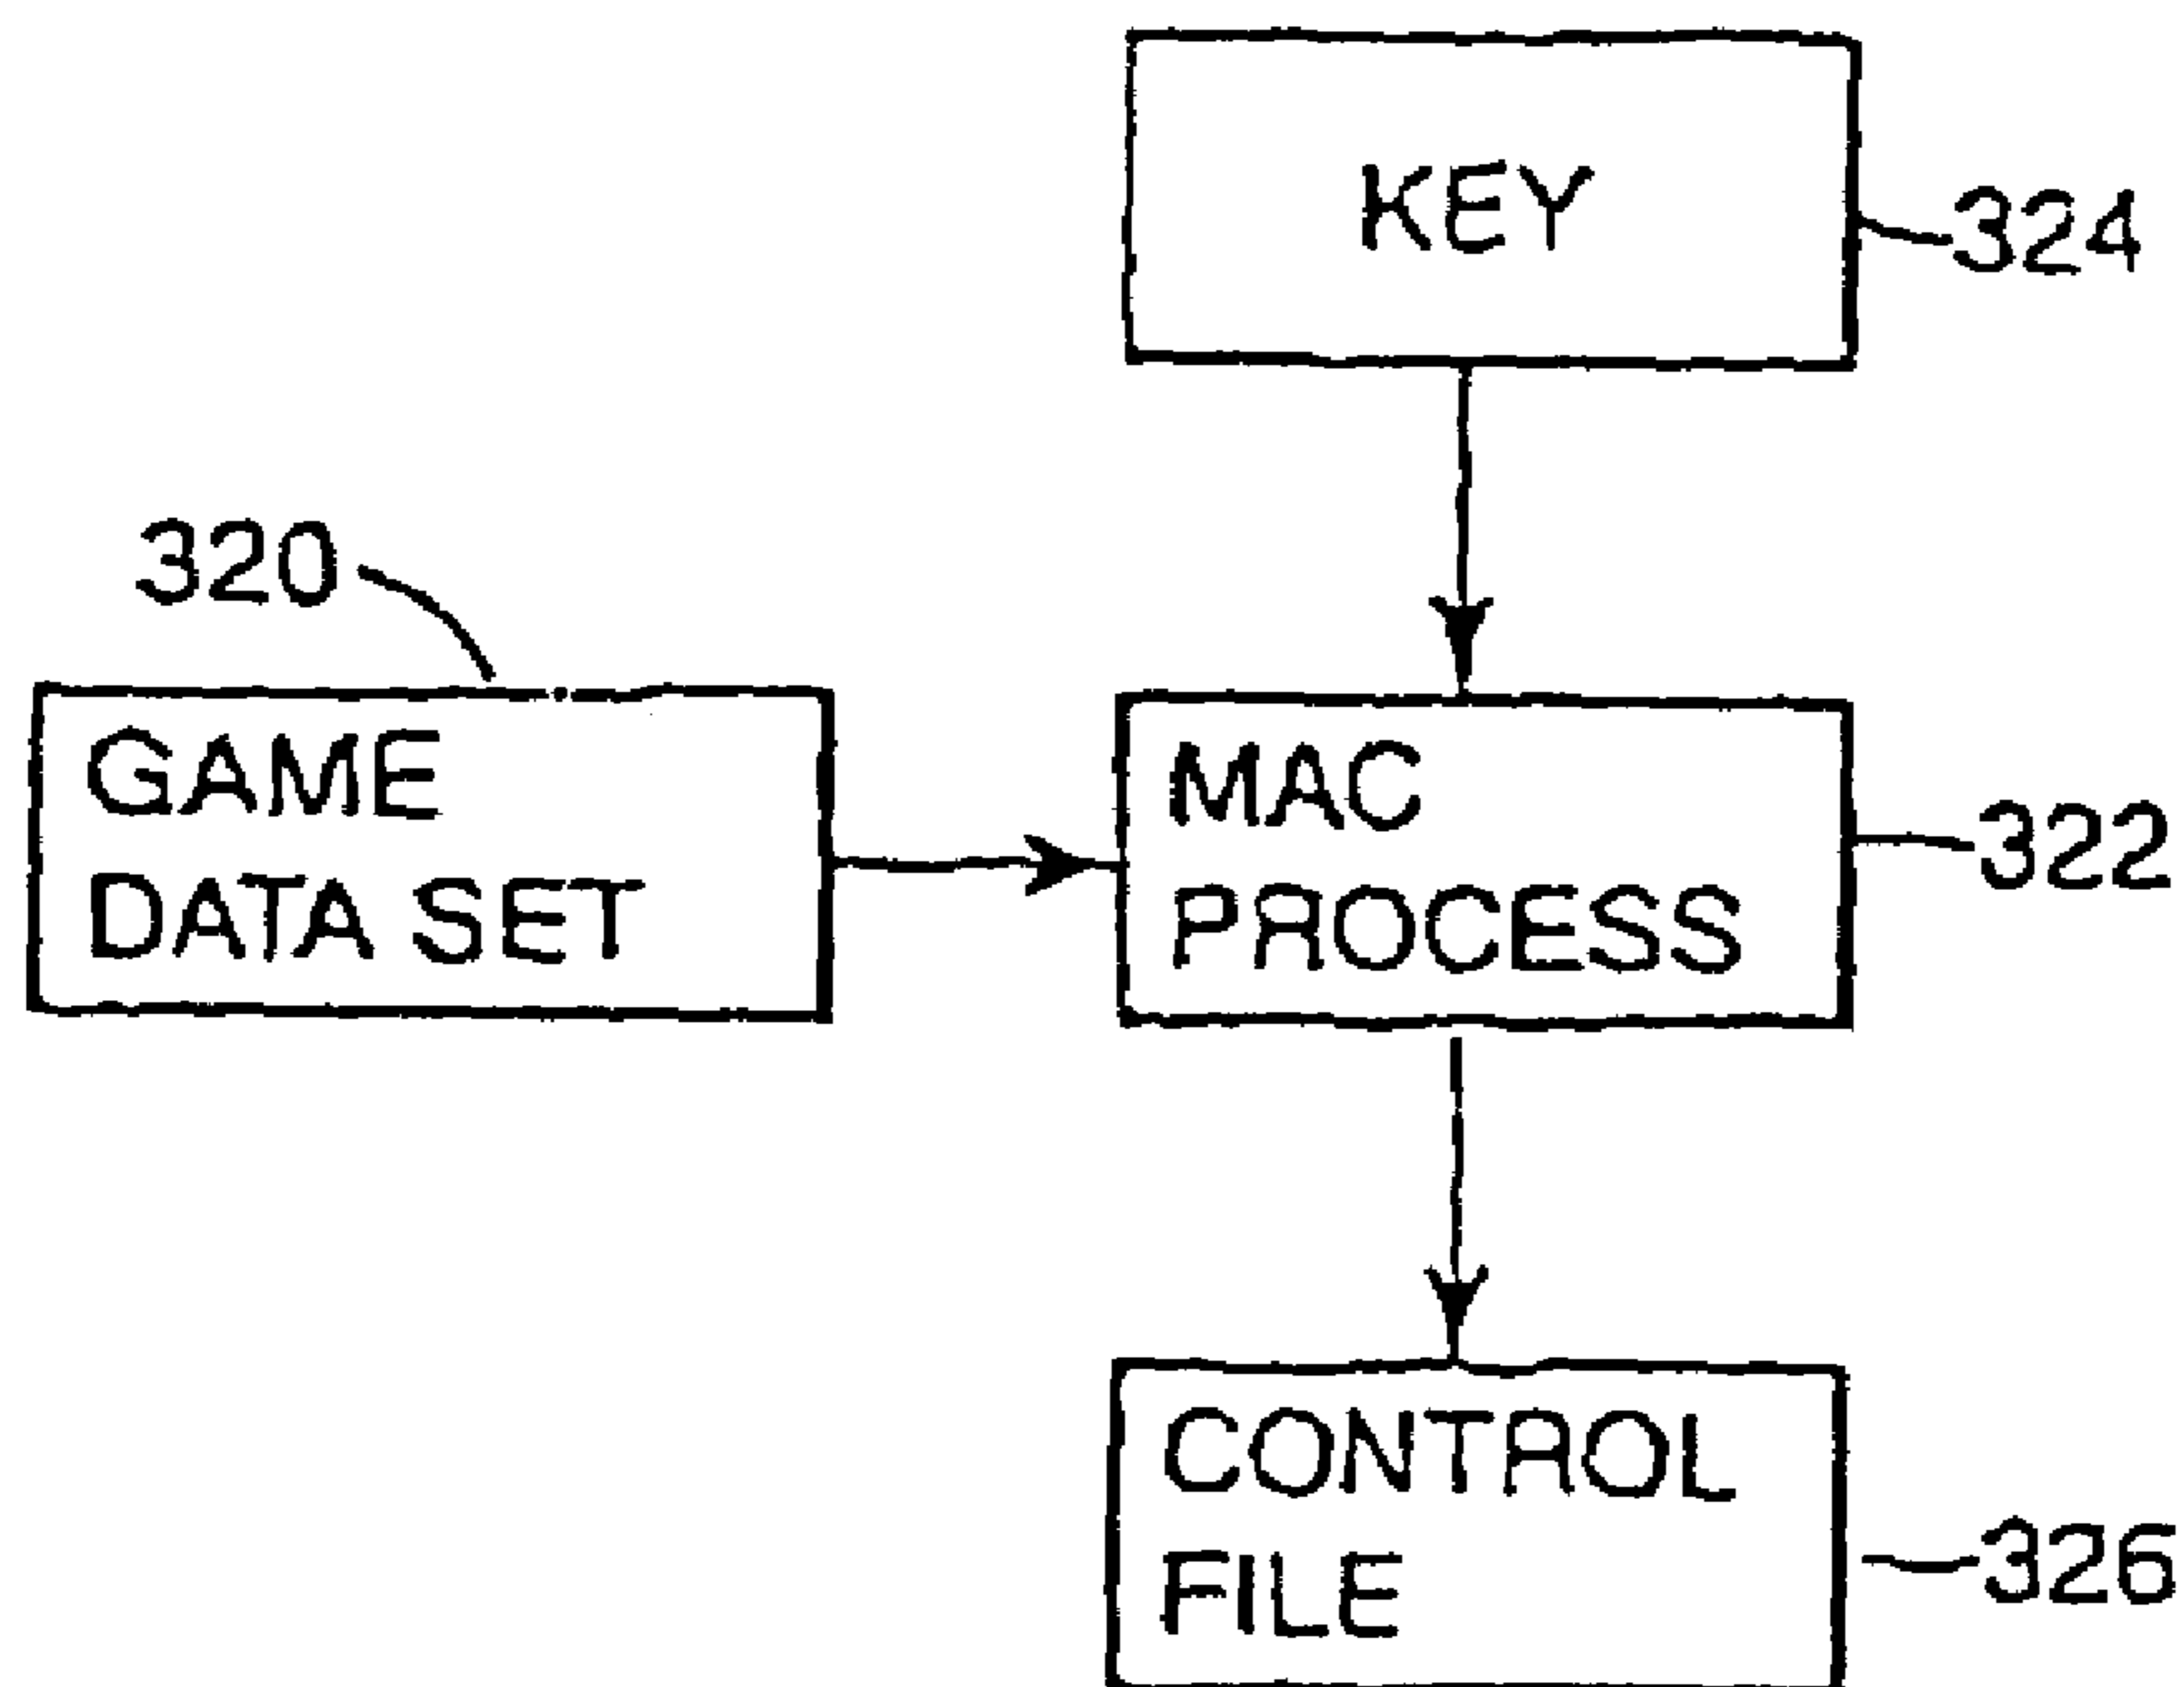 KEY
324
320
GAME
DATA SET
MAC
PROCESS
322
CONTROL
FILE
326